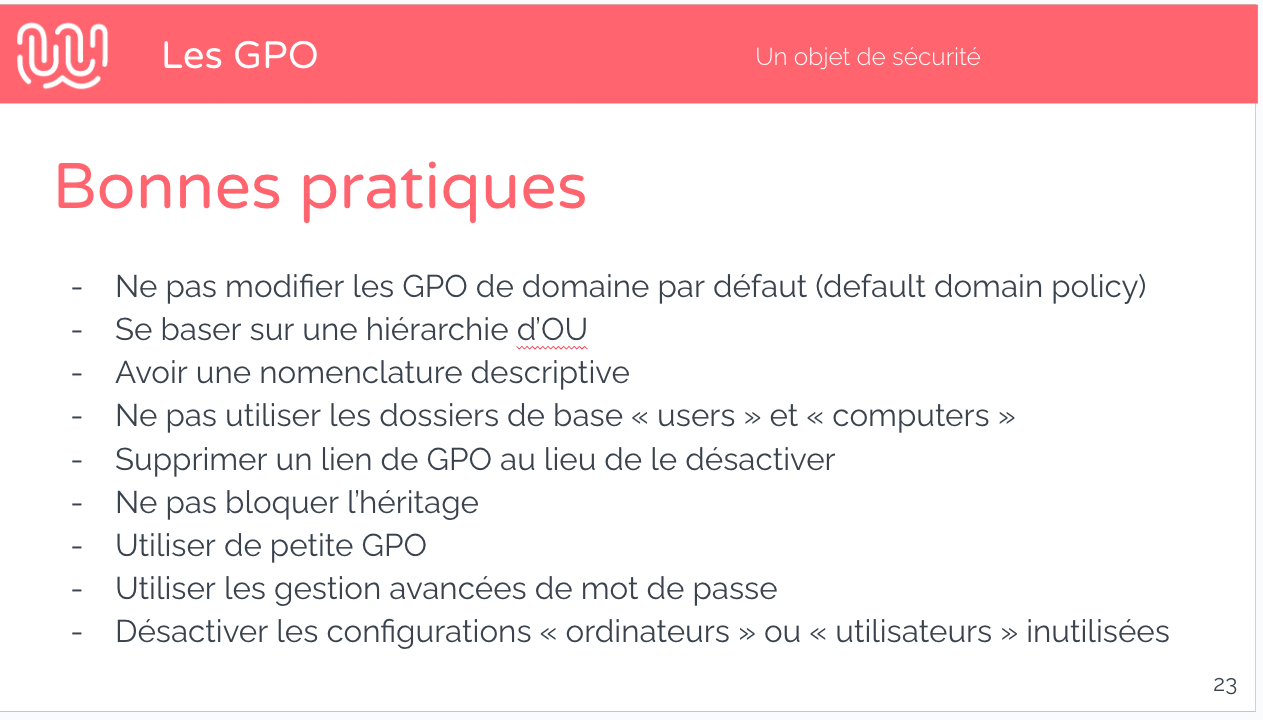 Les GPO
Un objet de sécurité
Bonnes pratiques
- Ne pas modifier les GPO de domaine par défaut (default domain policy)
- Se baser sur une hiérarchie d’OU
- Avoir une nomenclature descriptive
- Ne pas utiliser les dossiers de base « users » et « computers »
- Supprimer un lien de GPO au lieu de le désactiver
- Ne pas bloquer l’héritage
- Utiliser de petite GPO
- Utiliser les gestion avancées de mot de passe
- Désactiver les configurations « ordinateurs » ou « utilisateurs » inutilisées
23